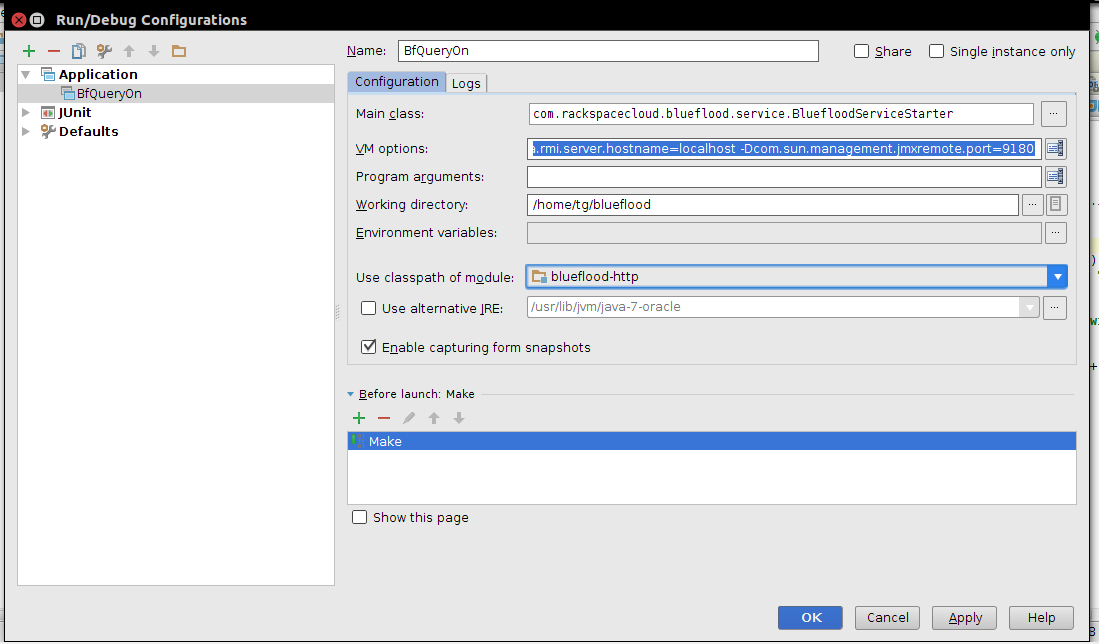 Run/Debug Configurations
Name: BfQueryOn Share Single instance only
Application
BfQueryOn
JUnit
Defaults
Configuration Logs
Main class: com.rackspacecloud.blueflood.service.BluefloodServiceStarter ...
VM options: a.rmi.server.hostname=localhost -Dcom.sun.management.jmxremote.port=9180
Program arguments:
Working directory: /home/tg/blueflood ...
Environment variables: ...
Use classpath of module: blueflood-http
Use alternative JRE: /usr/lib/jvm/java-7-oracle ...
Enable capturing form snapshots
Before launch: Make
Make
Show this page
OK Cancel Apply Help